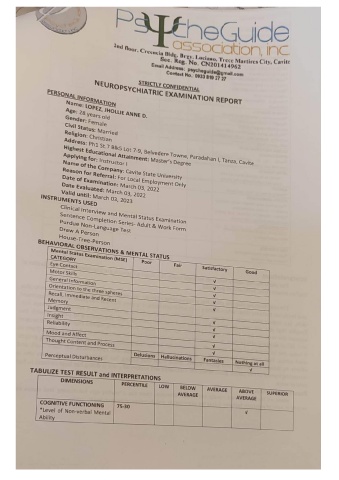 PsycheGuide
association, inc
2nd floor, Crescela Bldg, Brgy. Luciano, Trece Martires City, Cavite
Sec. Reg. No. CN201414962
Email Address: psycheguide@gmail.com
Contact No.
STRICTLY CONFIDENTIAL
NEUROPSYCHIATRIC EXAMINATION REPORT
PERSONAL INFORMATION
Name: LOPEZ, JHOLLIE ANNE D.
Age: 28 years old
Gender: Female
Civil Status: Married
Religion: Christian
Address: Ph1 St.7 Blk5 Lot 7/9, Belvedere Towne, Paradahan I, Tanza, Cavite
Highest Educational Attainment: Master's Degree
Applying for: Instructor I
Name of the Company: Cavite State University
Reason for Referral: For Local Employment Only
Date of Examination: March 03, 2022
Date Evaluated: March 03, 2022
Valid until: March 03, 2023
INSTRUMENTS USED
Clinical Interview and Mental Status Examination
Sentence Completion Series- Adult & Work Form
Purdue Non-Language Test
Draw A Person
House-Tree-Person
BEHAVIORAL OBSERVATIONS & MENTAL STATUS
Mental Status Examination (MSE) Poor Fair Satisfactory Good
CATEGORY
Eye Contact √
Motor Skills √
General Information √
Orientation to the three spheres √
Recall, Immediate and Recent √
Memory
Judgment √
Insight √
Reliability √
Mood and Affect √
Thought Content and Process √
Perceptual Disturbances Delusions Hallucinations Fantasies Nothing at all
√
TABULIZE TEST RESULT and INTERPRETATIONS
DIMENSIONS PERCENTILE LOW BELOW AVERAGE AVERAGE ABOVE AVERAGE SUPERIOR
COGNITIVE FUNCTIONING 75-80
*Level of Non-verbal Mental √
Ability